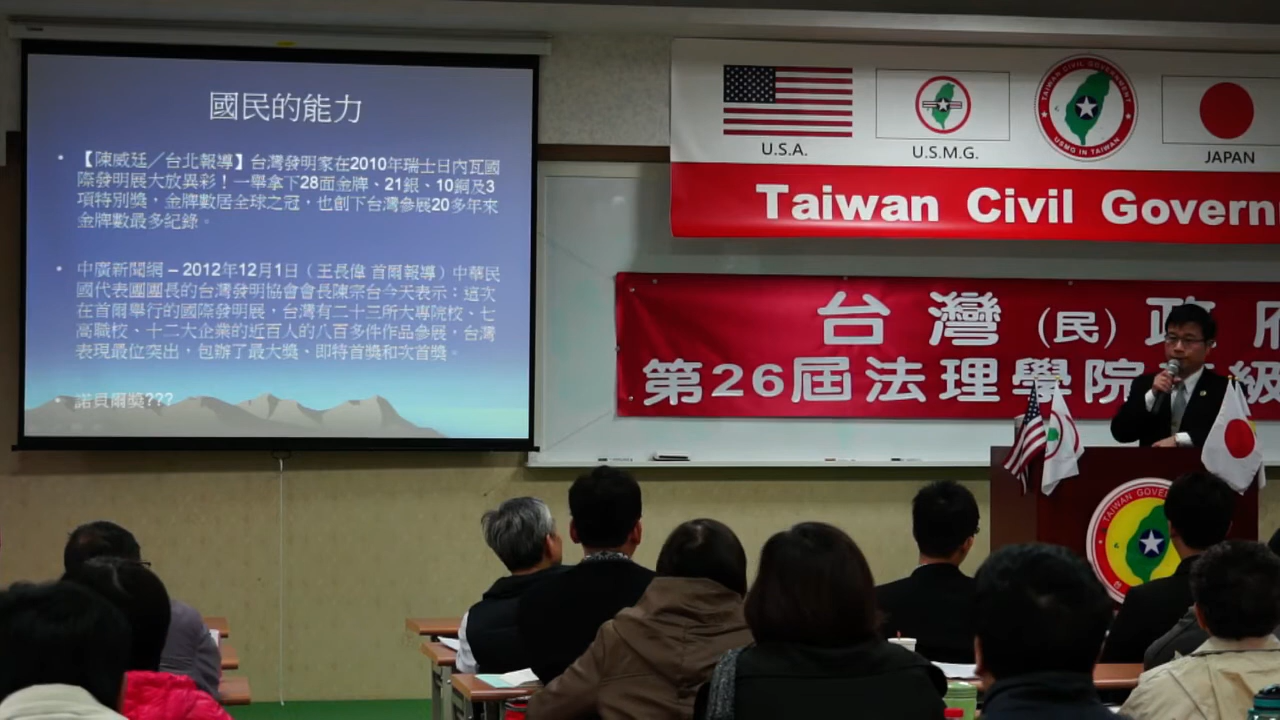 國民的能力
• 【陳威廷／台北報導】台灣發明家在2010年瑞士日內瓦國
際發明展大放異彩！一舉拿下28面金牌、21銀、10銅及3
項特別獎，金牌數居全球之冠，也創下台灣參展20多年來
金牌數最多紀錄。
• 中廣新聞網 – 2012年12月1日（王長偉 首爾報導）中華民
國代表團團長的台灣發明協會會長陳宗台今天表示：這次
在首爾舉行的國際發明展，台灣有二十三所大專院校、七
高職校、十二大企業的近百人的八百多件作品參展，台灣
表現最位突出，包辦了最大獎、即特首獎和次首獎。
• 諾貝爾獎???
U.S.A.
U.S.M.G.
TAIWAN CIVIL GOVERNMENT
USMG IN TAIWAN
JAPAN
Taiwan Civil Govern
台灣（民）政府
第26屆法理學院 級
TAIWAN GOVE